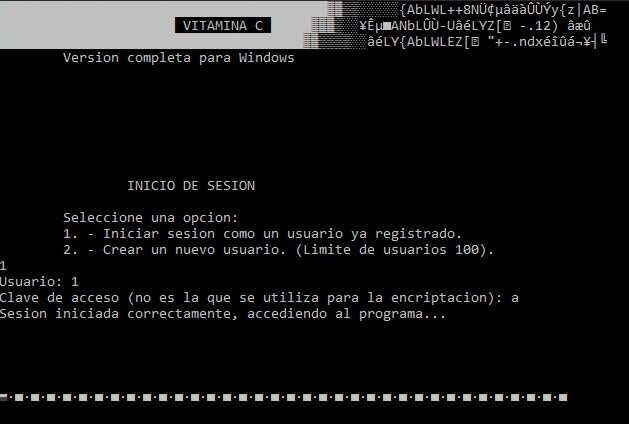 {AbLWL++8NÜ¢µâäàÛÙÝy{z|AB=
VITAMINA C
¥Êµ■ANbLÛÙ-UâéLYZ[ -.12) âæû
âéLY{AbLWLEZ[ "+-.ndxéîûá¬¥┤╚
Version completa para Windows
INICIO DE SESION
Seleccione una opcion:
1. - Iniciar sesion como un usuario ya registrado.
2. - Crear un nuevo usuario. (Limite de usuarios 100).
1
Usuario: 1
Clave de acceso (no es la que se utiliza para la encriptacion): a
Sesion iniciada correctamente, accediendo al programa...